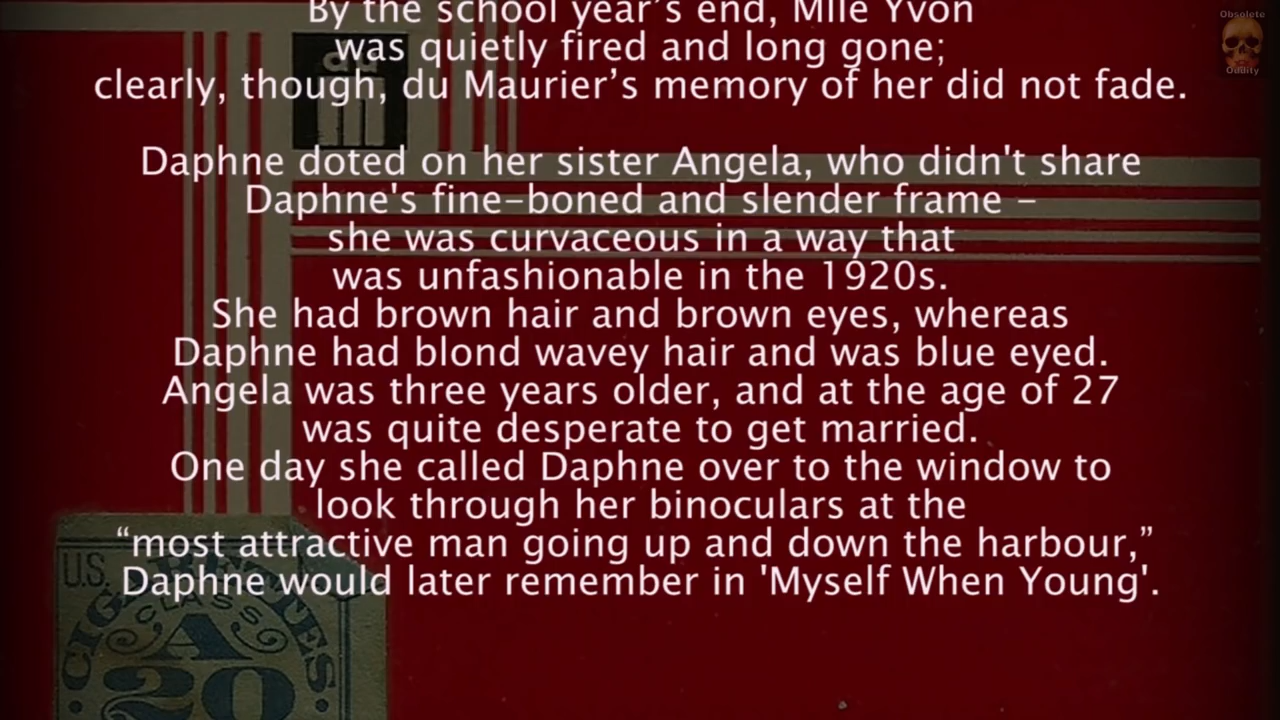 By the school year’s end, Mlle Yvon
was quietly fired and long gone;
clearly, though, du Maurier’s memory of her did not fade.
Daphne doted on her sister Angela, who didn't share
Daphne's fine-boned and slender frame –
she was curvaceous in a way that
was unfashionable in the 1920s.
She had brown hair and brown eyes, whereas
Daphne had blond wavey hair and was blue eyed.
Angela was three years older, and at the age of 27
was quite desperate to get married.
One day she called Daphne over to the window to
look through her binoculars at the
“most attractive man going up and down the harbour,”
Daphne would later remember in 'Myself When Young'.
Obsolete
Oddity
du
m
U.S.
CIGARETTES
CLASS
A
20